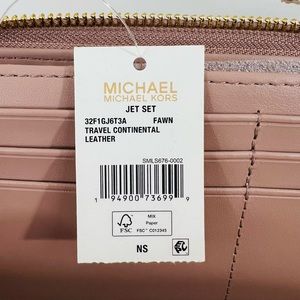 MICHAEL
MICHAEL KORS
JET SET
32F1GJ6T3A FAWN
TRAVEL CONTINENTAL
LEATHER
SMLS676-0002
1 94900 73699 9
FSC
MIX
Paper
FSC® C012345
NS